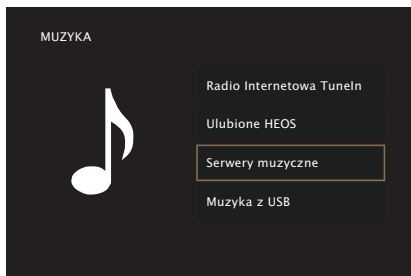 MUZYKA
Radio Internetowa TuneIn
Ulubione HEOS
Serwery muzyczne
Muzyka z USB